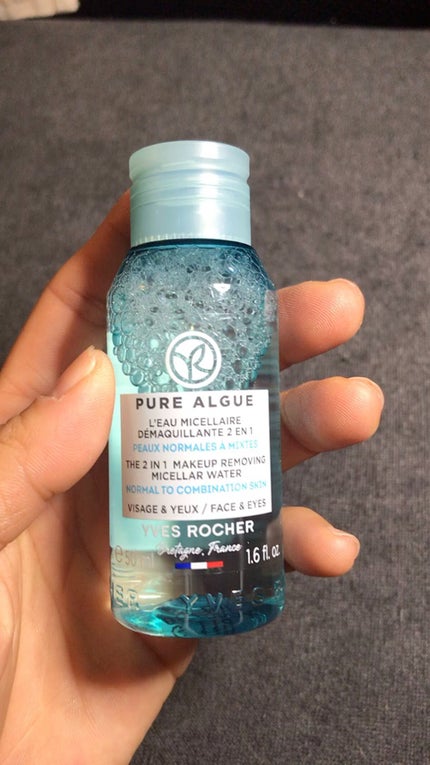 PURE ALGUE
L'EAU MICELLAIRE
DÉMAQUILLANTE 2 EN 1
PEAUX NORMALES À MIXTES
THE 2 IN 1 MAKEUP REMOVING
MICELLAR WATER
NORMAL TO COMBINATION SKIN
VISAGE & YEUX / FACE & EYES
YVES ROCHER
Bretagne, France
1.6 fl. oz